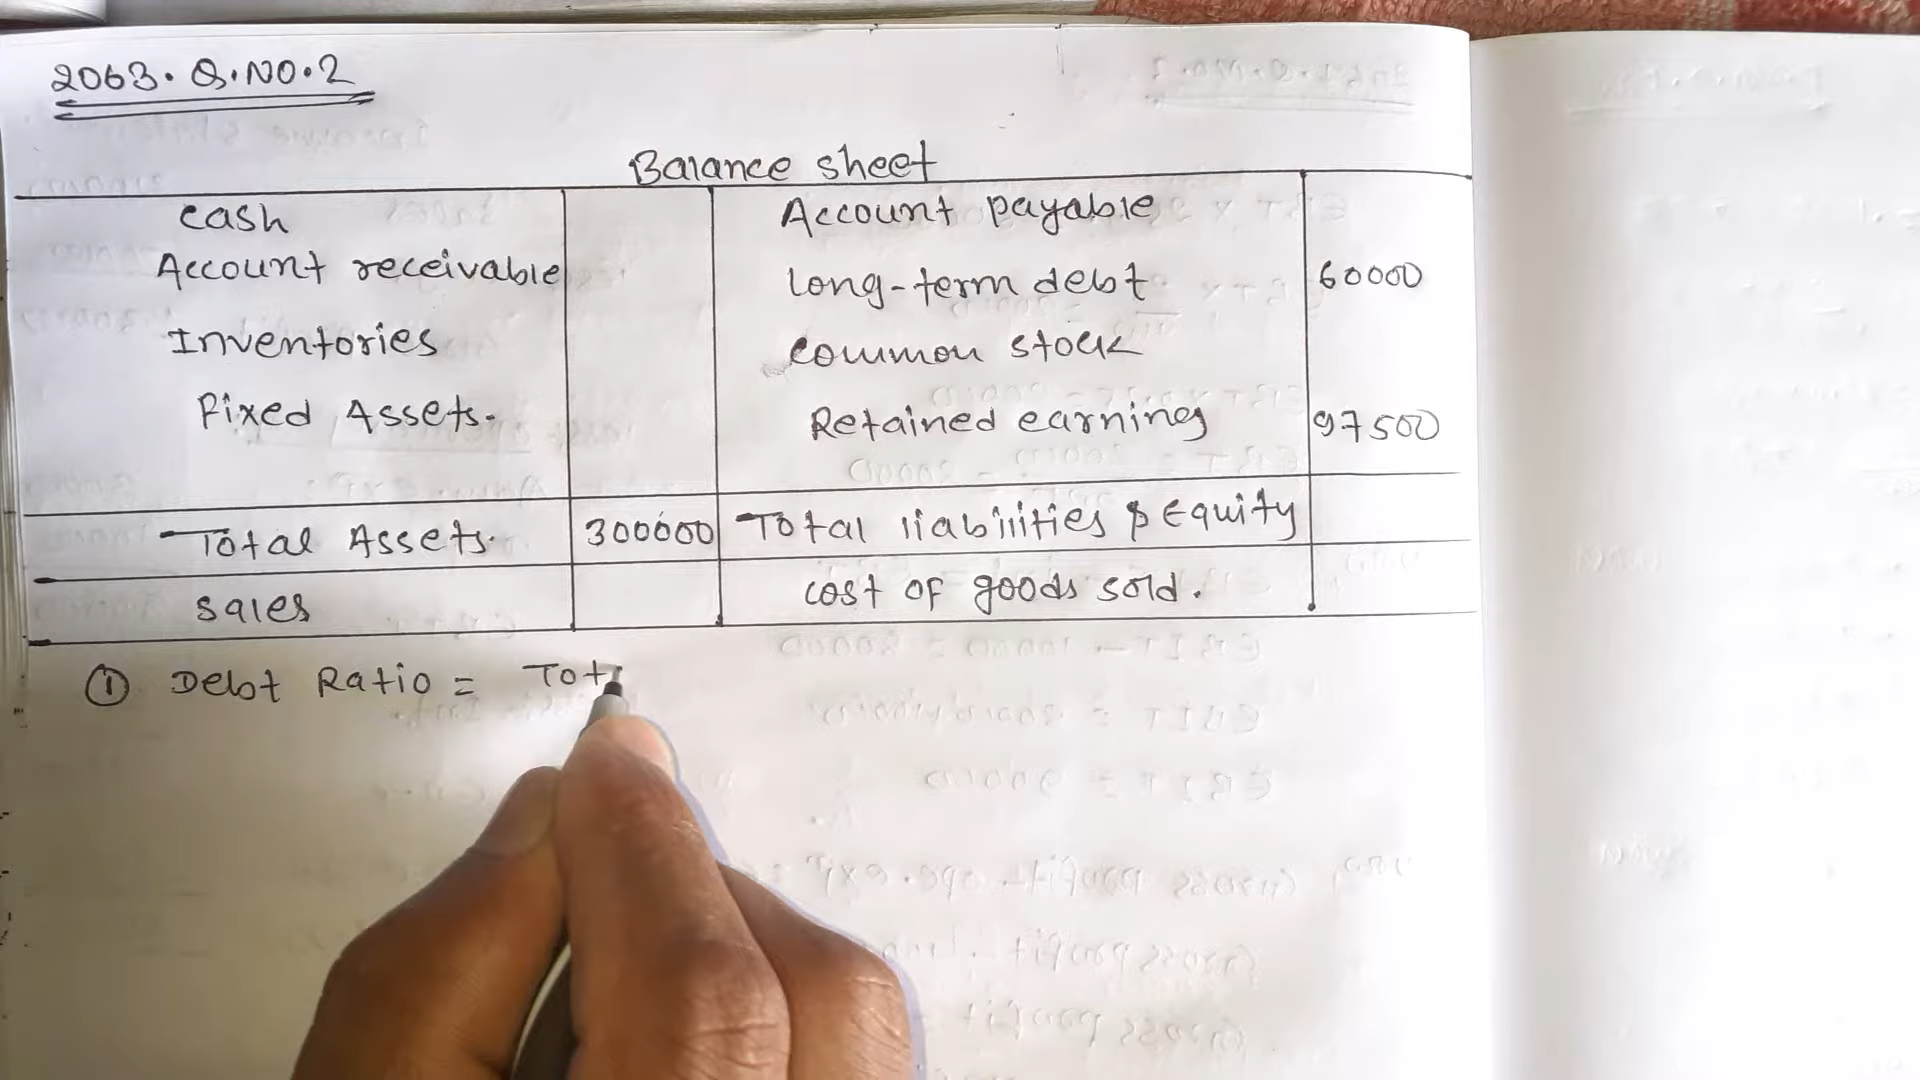 2063. Q.NO.2
Balance sheet
cash Account payable
Account receivable long-term debt 60000
Inventories common stock
Fixed Assets. Retained earning 97500
Total Assets. 300000 Total liabilities & Equity
sales cost of goods sold.
① Debt Ratio = Tot